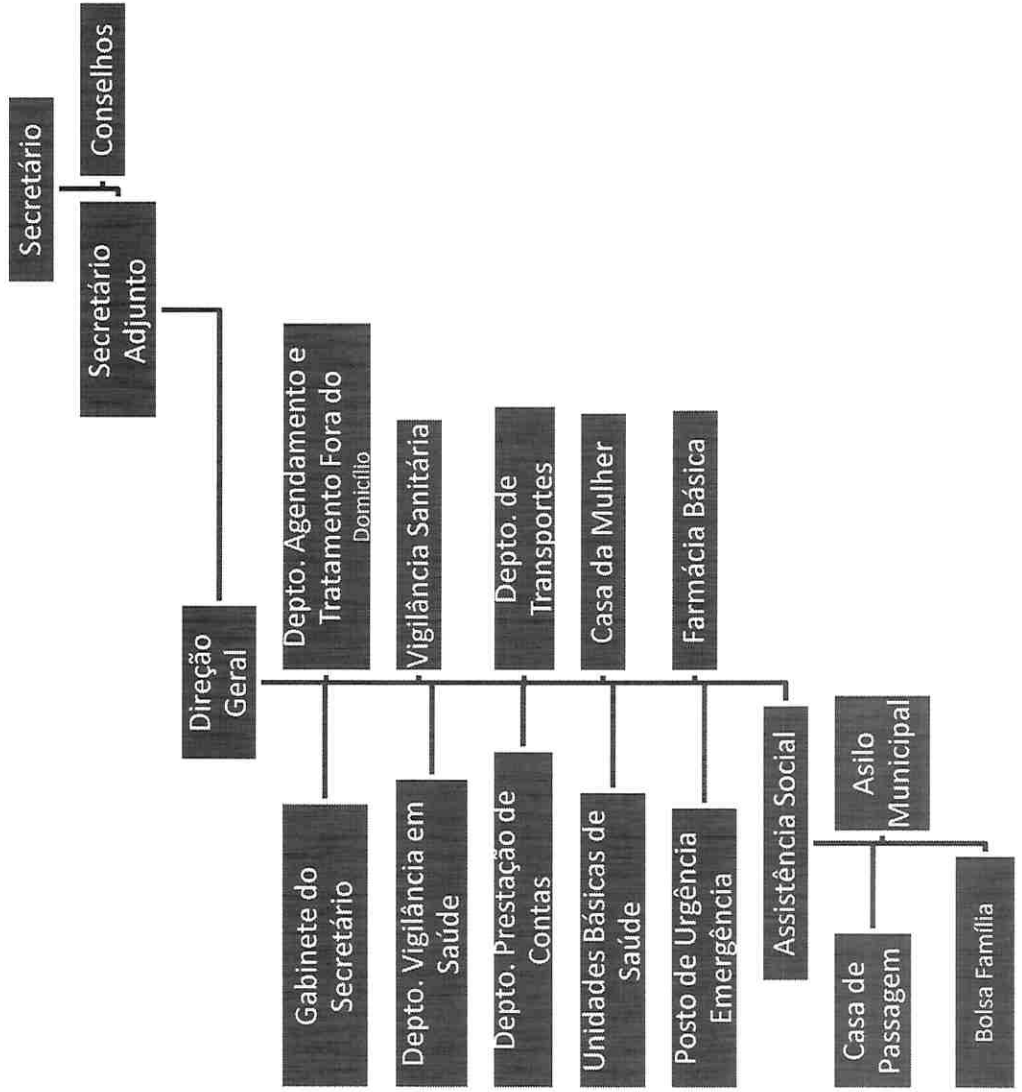 Secretário
Conselhos
Secretário
Adjunto
Direção
Geral
Gabinete do
Secretário
Depto. Agendamento e
Tratamento Fora do
Domicílio
Depto. Vigilância em
Saúde
Vigilância Sanitária
Depto. Prestação de
Contas
Depto. de
Transportes
Unidades Básicas de
Saúde
Casa da Mulher
Posto de Urgência
Emergência
Farmácia Básica
Assistência Social
Casa de
Passagem
Asilo
Municipal
Bolsa Família